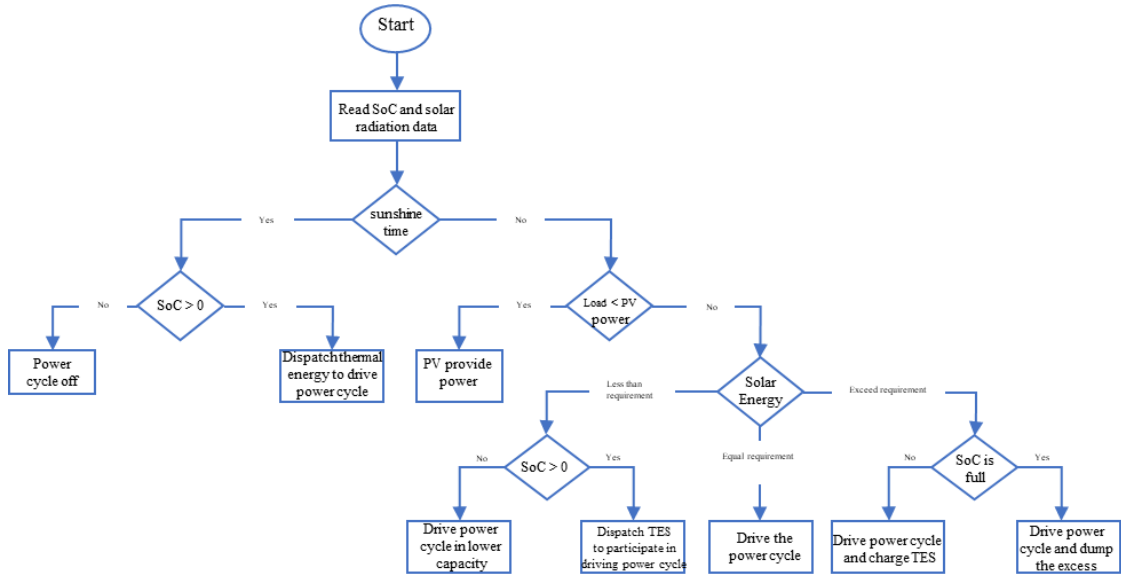 Start
Read SoC and solar
radiation data
sunshine
time
Yes
No
SoC > 0
Load < PV
power
No
Yes
Yes
No
Power
cycle off
Dispatch thermal
energy to drive
power cycle
PV provide
power
Solar
Energy
Less than
requirement
Exceed requirement
SoC > 0
No
Yes
Equal requirement
SoC is
full
No
Yes
Drive power
cycle in lower
capacity
Dispatch TES
to participate in
driving power cycle
Drive the
power cycle
Drive power cycle
and charge TES
Drive power
cycle and dump
the excess